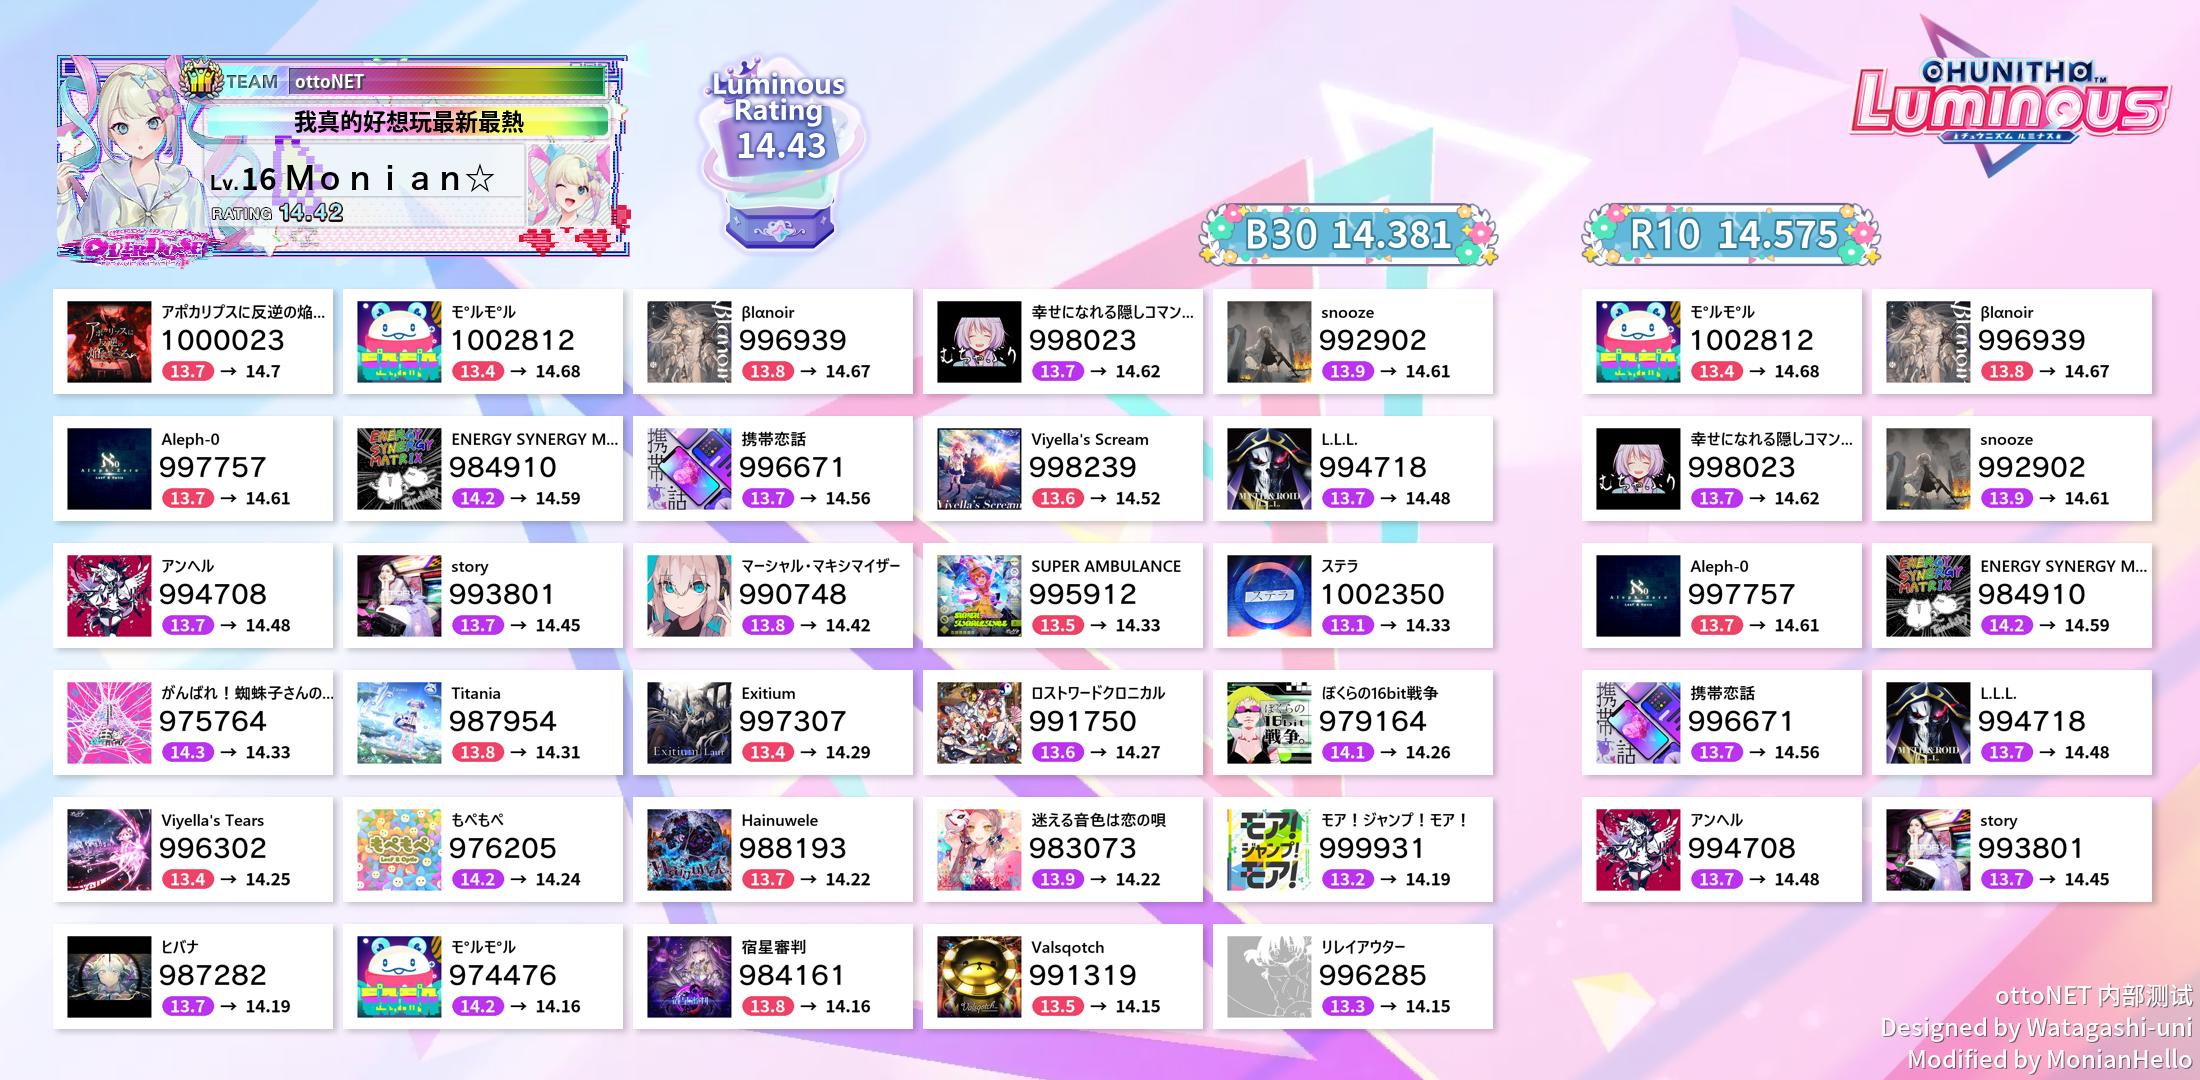 TEAM ottoNET
我真的好想玩最新最熱
Lv.16 Monian☆
RATING 14.42
OVERDOSE
Luminous
Rating
14.43
CHUNITHM™
LUMINOUS
チュウニズム ルミナス
B30 14.381
アポカリプスに反逆の焔...
1000023
13.7 → 14.7
モ°ルモ°ル
1002812
13.4 → 14.68
βlαnoir
996939
13.8 → 14.67
幸せになれる隠しコマン...
998023
13.7 → 14.62
snooze
992902
13.9 → 14.61
Aleph-0
997757
13.7 → 14.61
ENERGY SYNERGY M...
984910
14.2 → 14.59
携帯恋話
996671
13.7 → 14.56
Viyella's Scream
998239
13.6 → 14.52
L.L.L.
994718
13.7 → 14.48
アンヘル
994708
13.7 → 14.48
story
993801
13.7 → 14.45
マーシャル・マキシマイザー
990748
13.8 → 14.42
SUPER AMBULANCE
995912
13.5 → 14.33
ステラ
1002350
13.1 → 14.33
がんばれ！蜘蛛子さんの...
975764
14.3 → 14.33
Titania
987954
13.8 → 14.31
Exitium
997307
13.4 → 14.29
ロストワードクロニカル
991750
13.6 → 14.27
ぼくらの16bit戦争
979164
14.1 → 14.26
Viyella's Tears
996302
13.4 → 14.25
もぺもぺ
976205
14.2 → 14.24
Hainuwele
988193
13.7 → 14.22
迷える音色は恋の唄
983073
13.9 → 14.22
モア！ジャンプ！モア！
999931
13.2 → 14.19
ヒバナ
987282
13.7 → 14.19
モ°ルモ°ル
974476
14.2 → 14.16
宿星審判
984161
13.8 → 14.16
Valsqotch
991319
13.5 → 14.15
リレイアウター
996285
13.3 → 14.15
R10 14.575
モ°ルモ°ル
1002812
13.4 → 14.68
βlαnoir
996939
13.8 → 14.67
幸せになれる隠しコマン...
998023
13.7 → 14.62
snooze
992902
13.9 → 14.61
Aleph-0
997757
13.7 → 14.61
ENERGY SYNERGY M...
984910
14.2 → 14.59
携帯恋話
996671
13.7 → 14.56
L.L.L.
994718
13.7 → 14.48
アンヘル
994708
13.7 → 14.48
story
993801
13.7 → 14.45
ottoNET 内部测试
Designed by Watagashi-uni
Modified by MonianHello